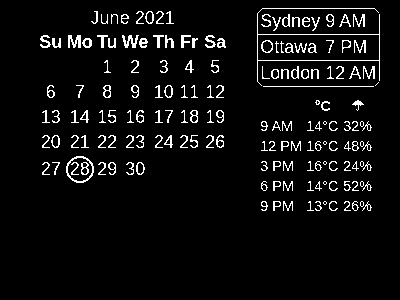 June 2021
Su Mo Tu We Th Fr Sa
1 2 3 4 5
6 7 8 9 10 11 12
13 14 15 16 17 18 19
20 21 22 23 24 25 26
27 28 29 30
Sydney 9 AM
Ottawa 7 PM
London 12 AM
°C
9 AM 14°C 32%
12 PM 16°C 48%
3 PM 16°C 24%
6 PM 14°C 52%
9 PM 13°C 26%